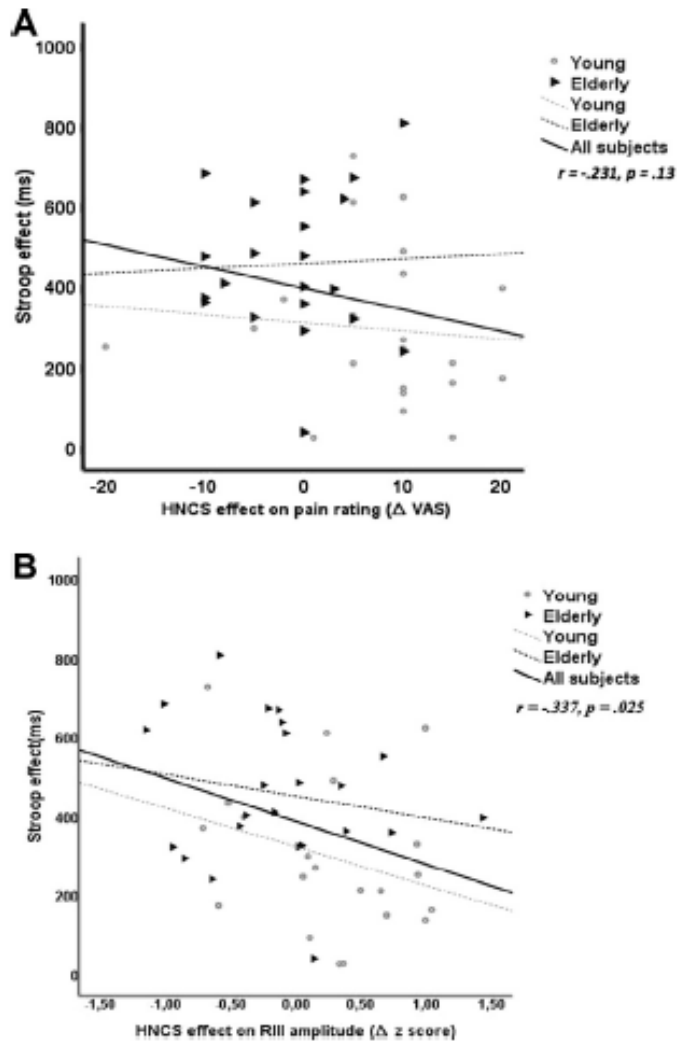 A
1000
800
600
400
200
0
Stroop effect (ms)
-20 -10 0 10 20
HNCS effect on pain rating (Δ VAS)
Young
Elderly
Young
Elderly
All subjects
r = -.231, p = .13
B
1000
800
600
400
200
0
Stroop effect(ms)
-1,50 -1,00 -0,50 0,00 0,50 1,00 1,50
HNCS effect on RIII amplitude (Δ z score)
Young
Elderly
Young
Elderly
All subjects
r = -.337, p = .025